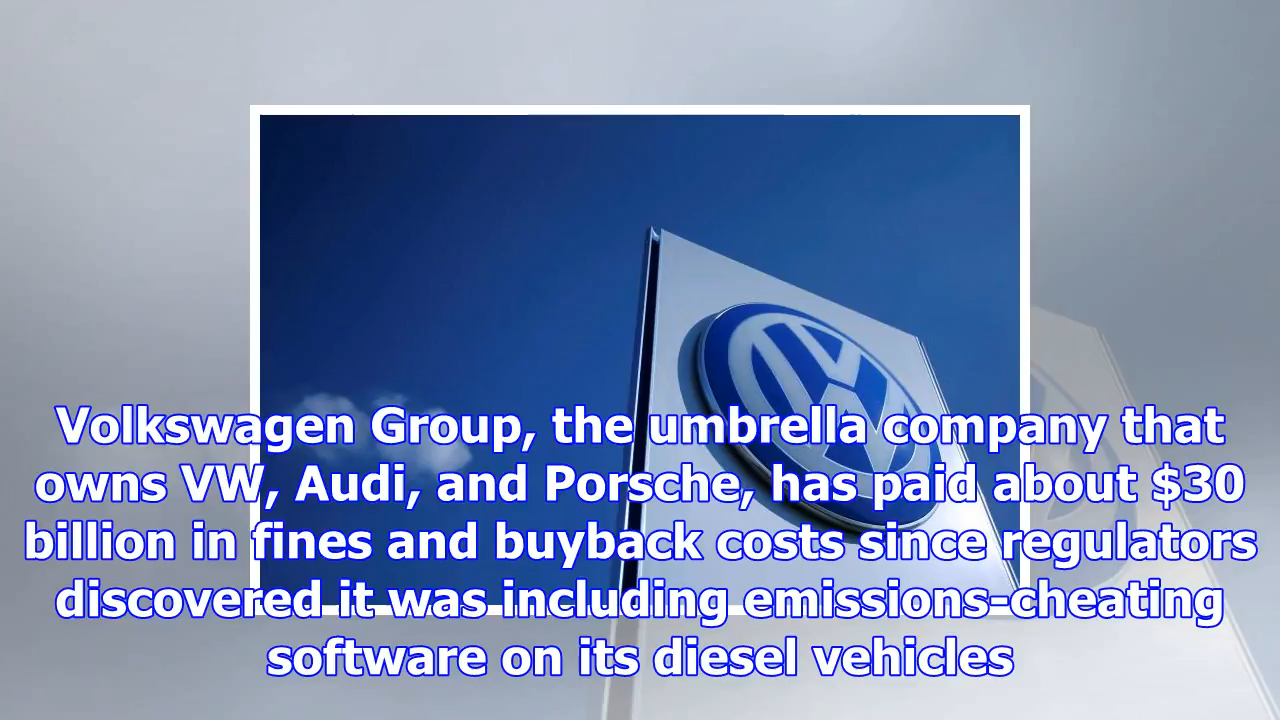 Volkswagen Group, the umbrella company that
owns VW, Audi, and Porsche, has paid about $30
billion in fines and buyback costs since regulators
discovered it was including emissions-cheating
software on its diesel vehicles